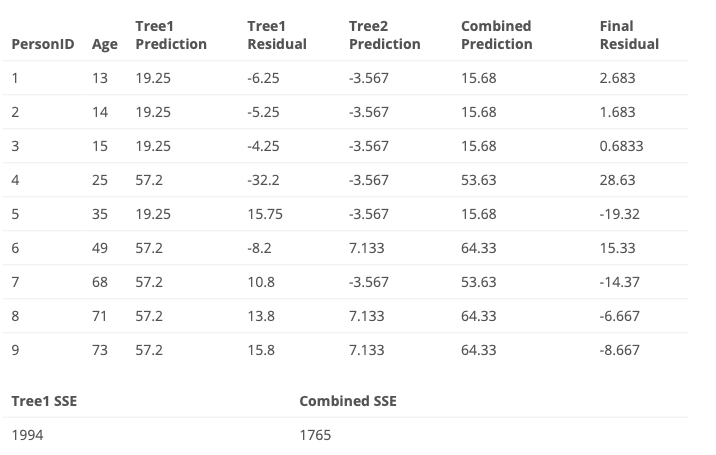 PersonID Age Tree1 Prediction Tree1 Residual Tree2 Prediction Combined Prediction Final Residual
1 13 19.25 -6.25 -3.567 15.68 2.683
2 14 19.25 -5.25 -3.567 15.68 1.683
3 15 19.25 -4.25 -3.567 15.68 0.6833
4 25 57.2 -32.2 -3.567 53.63 28.63
5 35 19.25 15.75 -3.567 15.68 -19.32
6 49 57.2 -8.2 7.133 64.33 15.33
7 68 57.2 10.8 -3.567 53.63 -14.37
8 71 57.2 13.8 7.133 64.33 -6.667
9 73 57.2 15.8 7.133 64.33 -8.667
Tree1 SSE Combined SSE
1994 1765